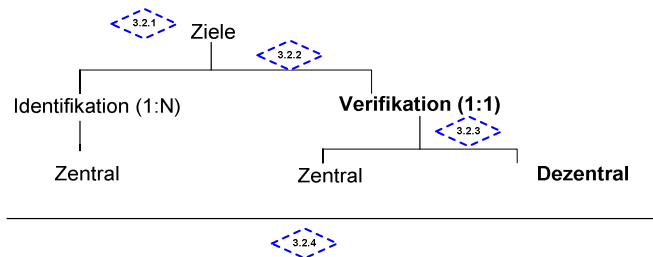 3.2.1
Ziele
3.2.2
Identifikation (1:N)
Verifikation (1:1)
3.2.3
Zentral
Zentral
Dezentral
3.2.4